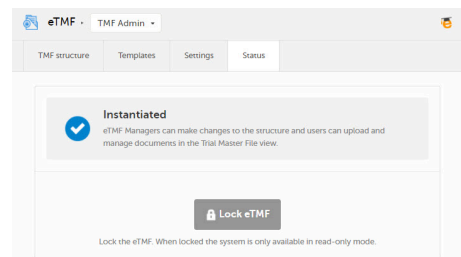 eTMF · TMF Admin
TMF structure Templates Settings Status
Instantiated
eTMF Managers can make changes to the structure and users can upload and
manage documents in the Trial Master File view.
Lock eTMF
Lock the eTMF. When locked the system is only available in read-only mode.